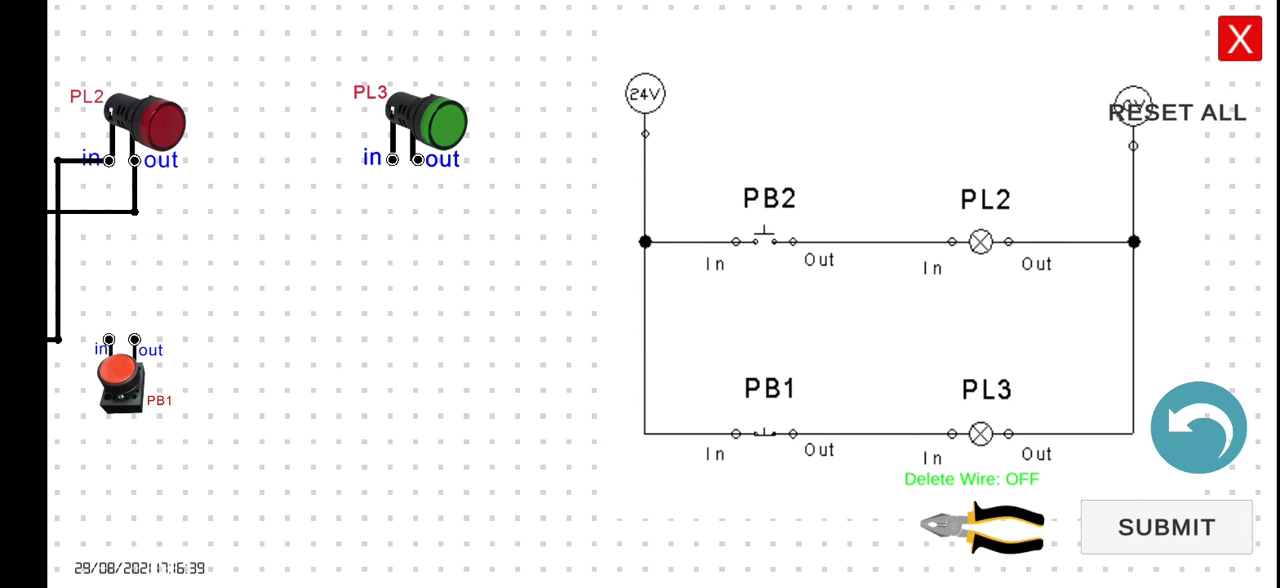 X
PL2
PL3
24V
0V
RESET ALL
in
out
in
out
PB2
PL2
In
Out
In
Out
in
out
PB1
PB1
PL3
In
Out
In
Out
Delete Wire: OFF
SUBMIT
29/08/2021 17:16:39